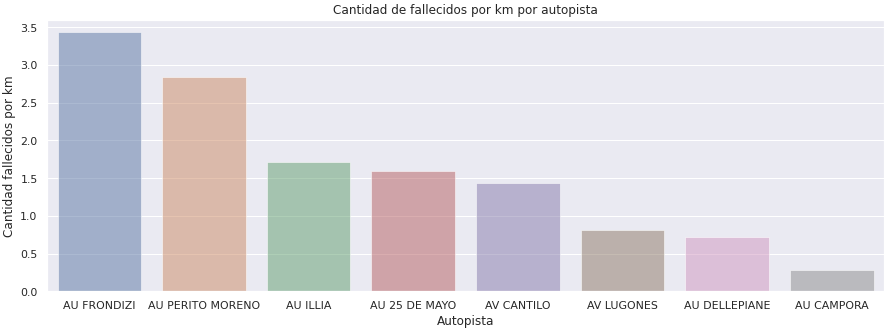 Cantidad de fallecidos por km por autopista
Cantidad fallecidos por km
3.5
3.0
2.5
2.0
1.5
1.0
0.5
0.0
AU FRONDIZI AU PERITO MORENO AU ILLIA AU 25 DE MAYO AV CANTILO AV LUGONES AU DELLEPIANE AU CAMPORA
Autopista